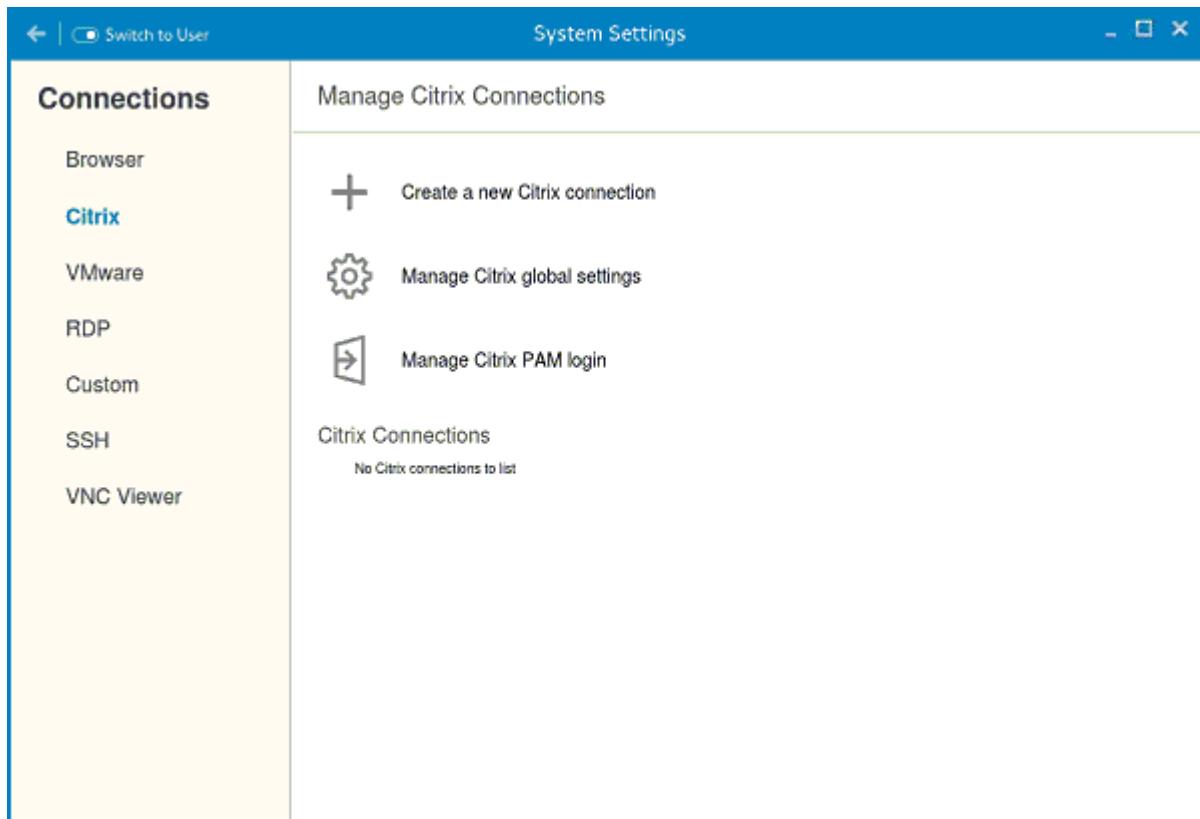 Switch to User
System Settings
Connections
Browser
Citrix
VMware
RDP
Custom
SSH
VNC Viewer
Manage Citrix Connections
Create a new Citrix connection
Manage Citrix global settings
Manage Citrix PAM login
Citrix Connections
No Citrix connections to list